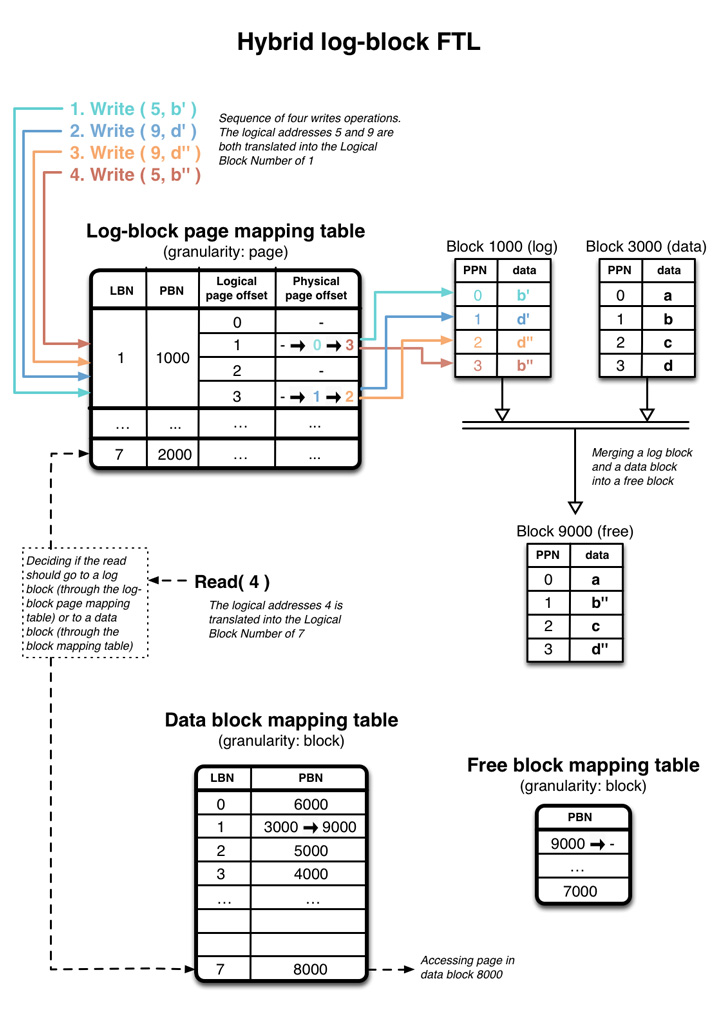 Hybrid log-block FTL
1. Write ( 5, b' )
2. Write ( 9, d' )
3. Write ( 9, d'' )
4. Write ( 5, b'' )
Sequence of four writes operations.
The logical addresses 5 and 9 are
both translated into the Logical
Block Number of 1
Log-block page mapping table
(granularity: page)
LBN PBN Logical page offset Physical page offset
1 1000
0 -
1 - → 0 → 3
2 -
3 - → 1 → 2
... ... ... ...
7 2000 ... ...
Block 1000 (log)
PPN data
0 b'
1 d'
2 d''
3 b''
Block 3000 (data)
PPN data
0 a
1 b
2 c
3 d
Merging a log block
and a data block
into a free block
Block 9000 (free)
PPN data
0 a
1 b''
2 c
3 d''
Deciding if the read
should go to a log
block (through the log-
block page mapping
table) or to a data
block (through the
block mapping table)
Read( 4 )
The logical addresses 4 is
translated into the Logical
Block Number of 7
Data block mapping table
(granularity: block)
LBN PBN
0 6000
1 3000 → 9000
2 5000
3 4000
... ...
7 8000
Accessing page in
data block 8000
Free block mapping table
(granularity: block)
PBN
9000 → -
...
7000